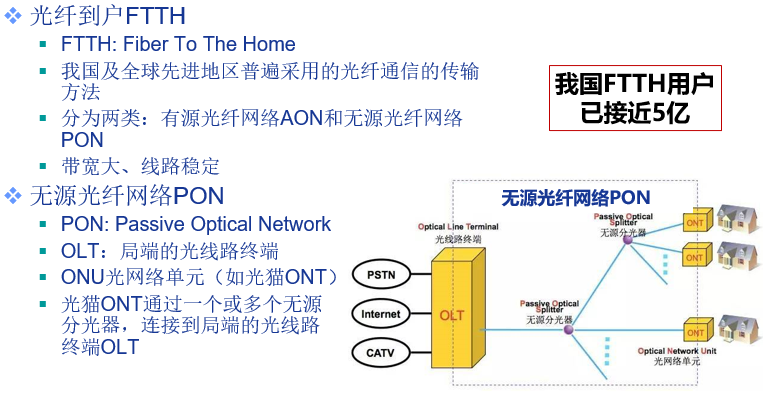 光纤到户FTTH
FTTH: Fiber To The Home
我国及全球先进地区普遍采用的光纤通信的传输
方法
分为两类：有源光纤网络AON和无源光纤网络
PON
带宽大、线路稳定
我国FTTH用户
已接近5亿
无源光纤网络PON
PON: Passive Optical Network
OLT：局端的光线路终端
ONU光网络单元（如光猫ONT）
光猫ONT通过一个或多个无源
分光器，连接到局端的光线路
终端OLT
无源光纤网络PON
Optical Line Terminal
光线路终端
PSTN
Internet
CATV
OLT
Passive Optical
Splitter
无源分光器
Passive Optical
Splitter
无源分光器
ONT
ONT
ONT
Optical Network Unit
光网络单元